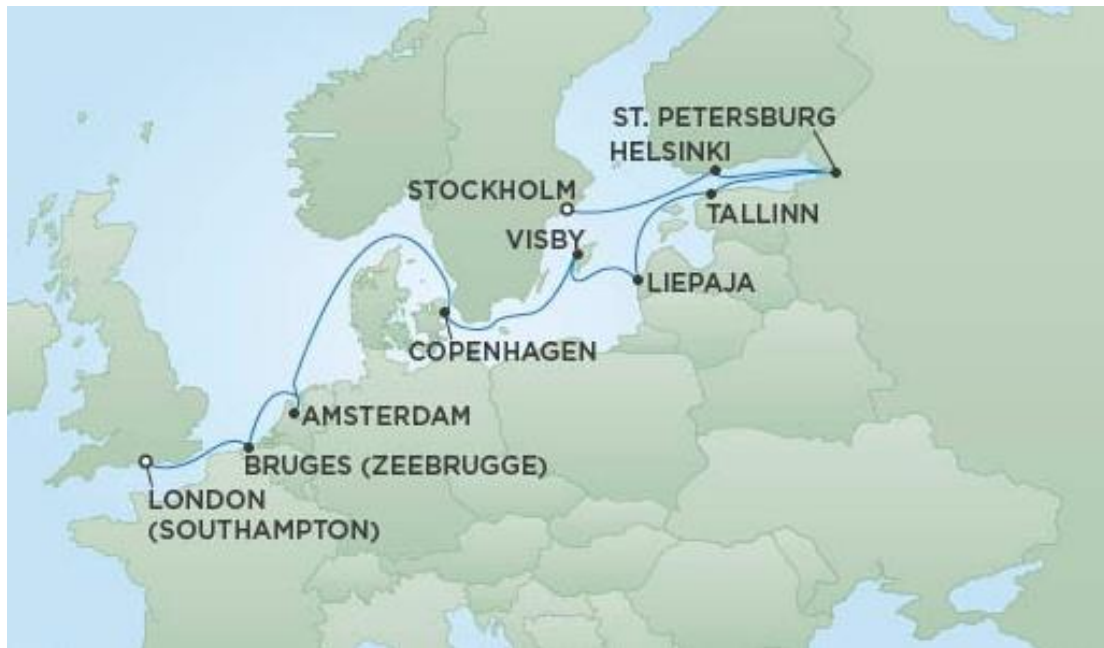 ST. PETERSBURG
HELSINKI
STOCKHOLM
TALLINN
VISBY
LIEPAJA
COPENHAGEN
AMSTERDAM
BRUGES (ZEEBRUGGE)
LONDON
(SOUTHAMPTON)